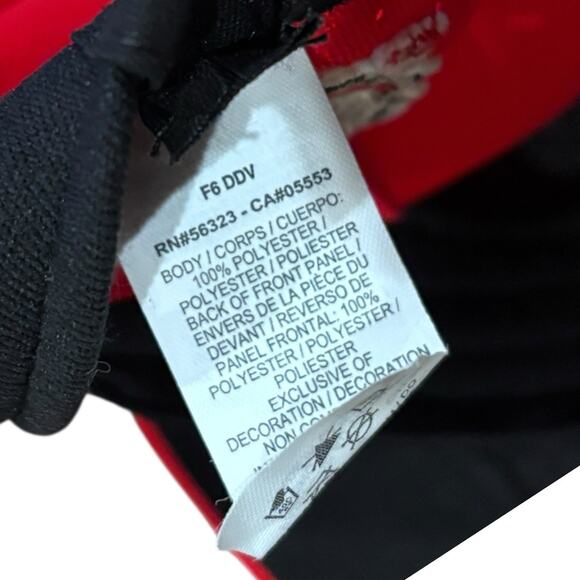 F6 DDV
RN#56323 - CA#05553
BODY / CORPS / CUERPO:
100% POLYESTER /
POLYESTER / POLIESTER
BACK OF FRONT PANEL /
ENVERS DE LA PIÈCE DU
DEVANT / REVERSO DE
PANEL FRONTAL: 100%
POLYESTER / POLYESTER /
POLIESTER
EXCLUSIVE OF
DECORATION / DECORATION
NON